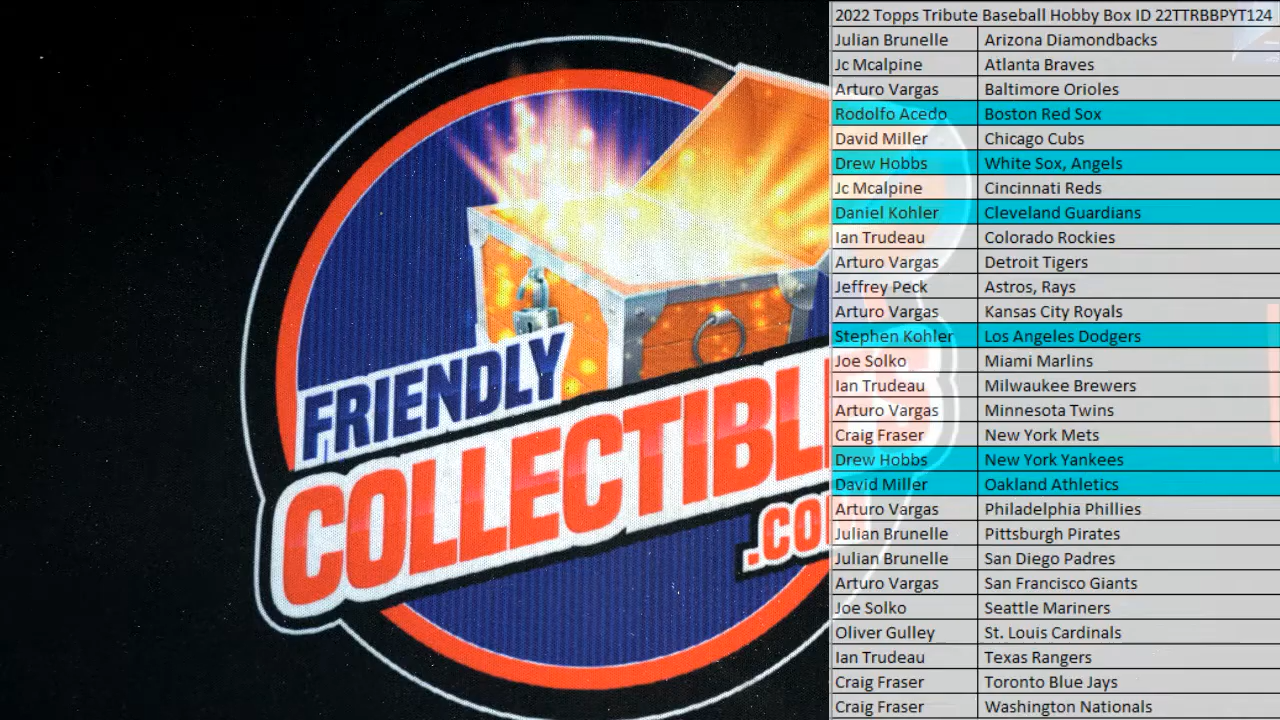 2022 Topps Tribute Baseball Hobby Box ID 22TTRBBPYT124
Julian Brunelle Arizona Diamondbacks
Jc Mcalpine Atlanta Braves
Arturo Vargas Baltimore Orioles
Rodolfo Acedo Boston Red Sox
David Miller Chicago Cubs
Drew Hobbs White Sox, Angels
Jc Mcalpine Cincinnati Reds
Daniel Kohler Cleveland Guardians
Ian Trudeau Colorado Rockies
Arturo Vargas Detroit Tigers
Jeffrey Peck Astros, Rays
Arturo Vargas Kansas City Royals
Stephen Kohler Los Angeles Dodgers
Joe Solko Miami Marlins
Ian Trudeau Milwaukee Brewers
Arturo Vargas Minnesota Twins
Craig Fraser New York Mets
Drew Hobbs New York Yankees
David Miller Oakland Athletics
Arturo Vargas Philadelphia Phillies
Julian Brunelle Pittsburgh Pirates
Julian Brunelle San Diego Padres
Arturo Vargas San Francisco Giants
Joe Solko Seattle Mariners
Oliver Gulley St. Louis Cardinals
Ian Trudeau Texas Rangers
Craig Fraser Toronto Blue Jays
Craig Fraser Washington Nationals
FRIENDLY
COLLECTIBLES
.COM